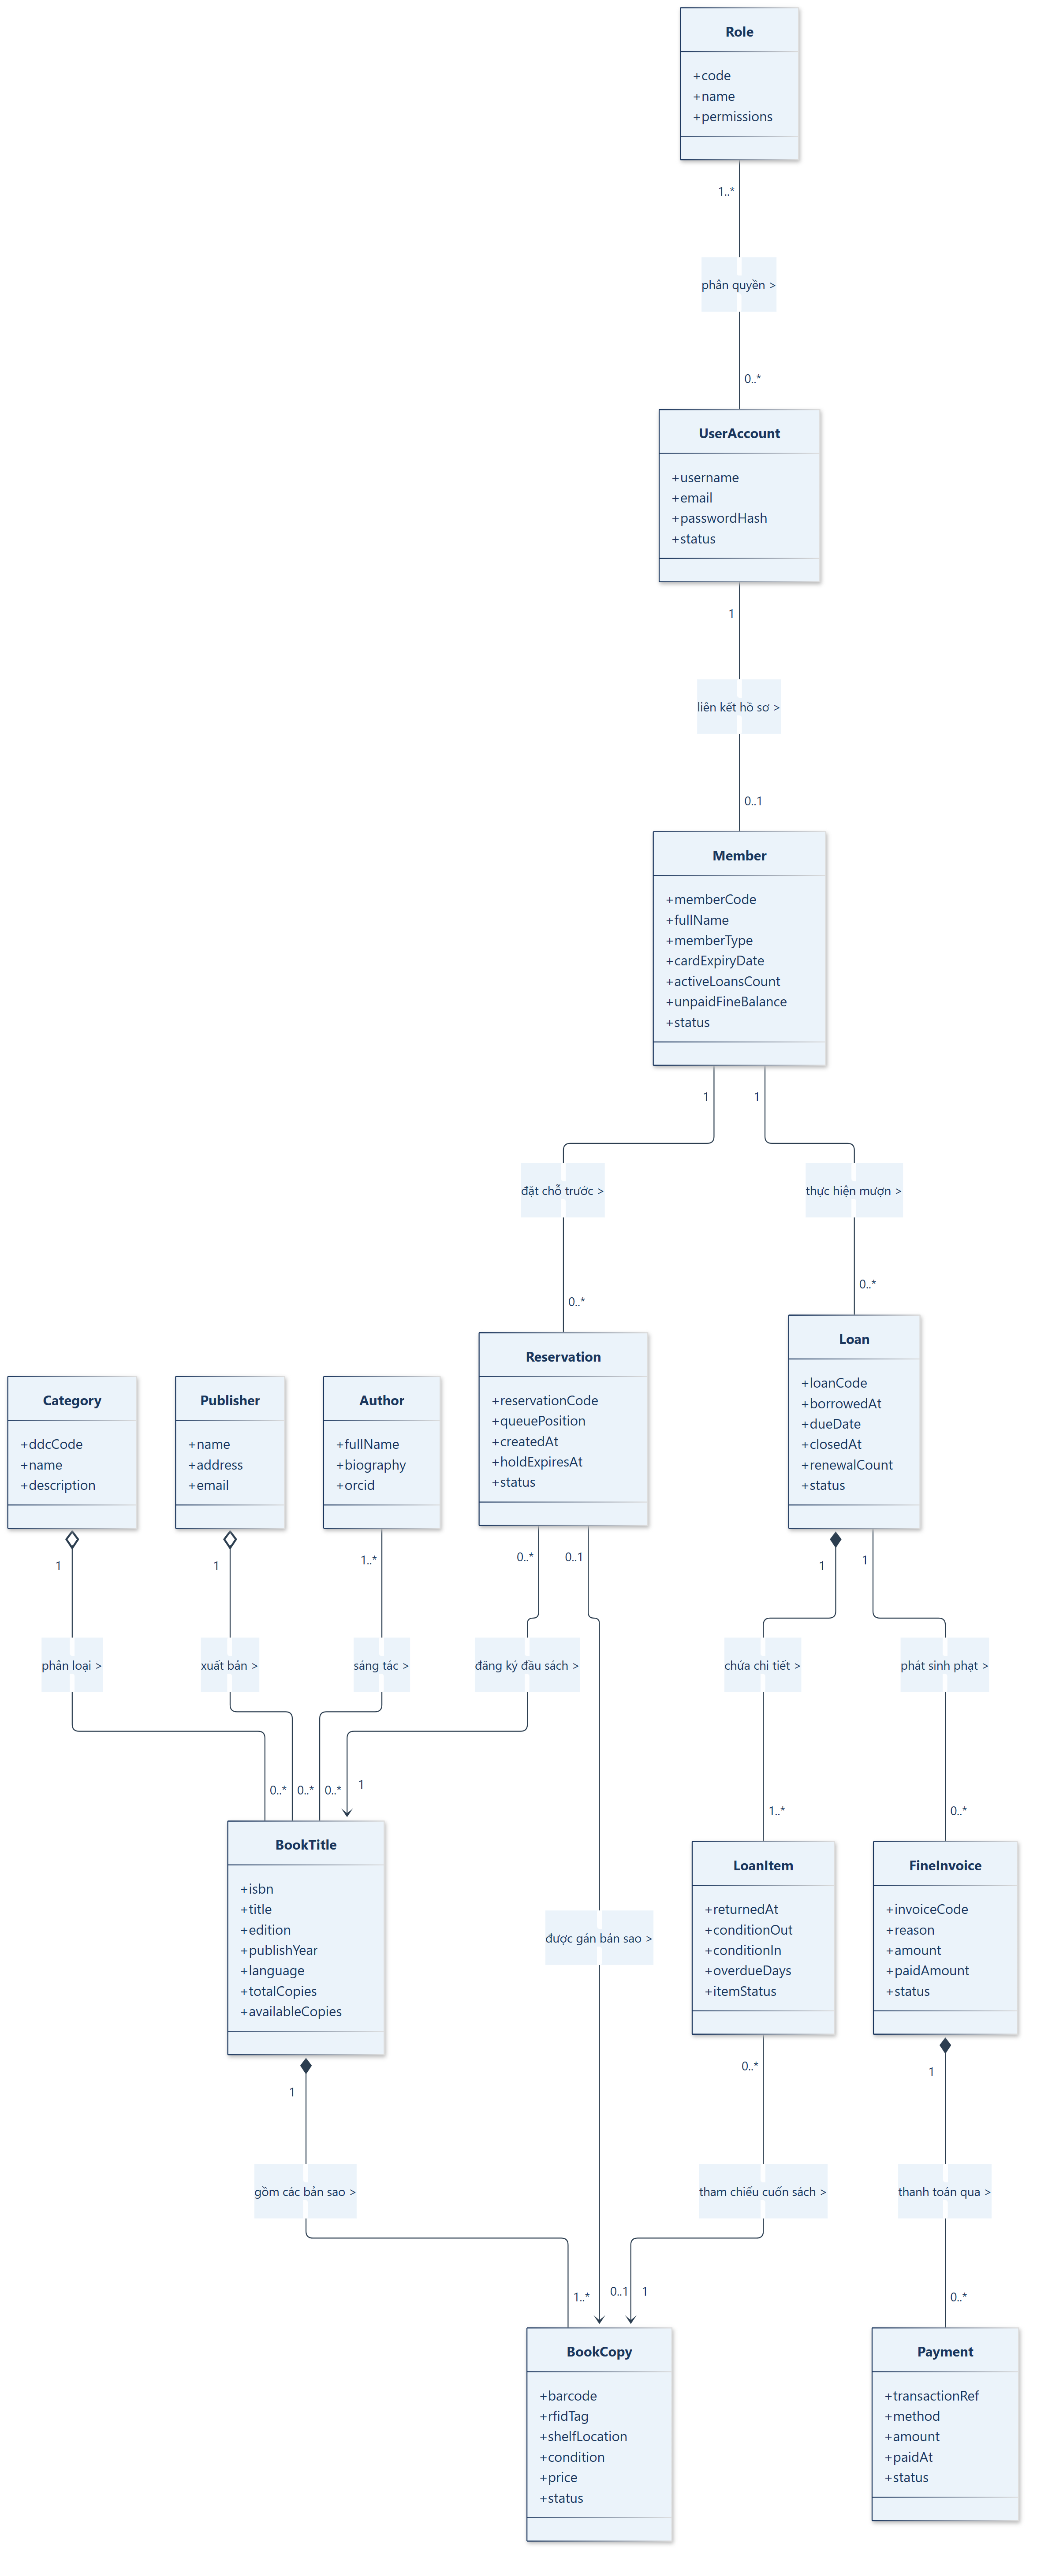 Role
+code
+name
+permissions
1..*
phân quyền >
0..*
UserAccount
+username
+email
+passwordHash
+status
1
liên kết hồ sơ >
0..1
Member
+memberCode
+fullName
+memberType
+cardExpiryDate
+activeLoansCount
+unpaidFineBalance
+status
1
1
đặt chỗ trước >
thực hiện mượn >
0..*
0..*
Category
+ddcCode
+name
+description
Publisher
+name
+address
+email
Author
+fullName
+biography
+orcid
Reservation
+reservationCode
+queuePosition
+createdAt
+holdExpiresAt
+status
Loan
+loanCode
+borrowedAt
+dueDate
+closedAt
+renewalCount
+status
1
1
1..*
0..*
0..1
1
1
phân loại >
xuất bản >
sáng tác >
đăng ký đầu sách >
chứa chi tiết >
phát sinh phạt >
0..*
0..*
0..*
1
1..*
0..*
BookTitle
+isbn
+title
+edition
+publishYear
+language
+totalCopies
+availableCopies
được gán bản sao >
LoanItem
+returnedAt
+conditionOut
+conditionIn
+overdueDays
+itemStatus
FineInvoice
+invoiceCode
+reason
+amount
+paidAmount
+status
1
0..*
1
gồm các bản sao >
tham chiếu cuốn sách >
thanh toán qua >
1..*
0..1
1
0..*
BookCopy
+barcode
+rfidTag
+shelfLocation
+condition
+price
+status
Payment
+transactionRef
+method
+amount
+paidAt
+status